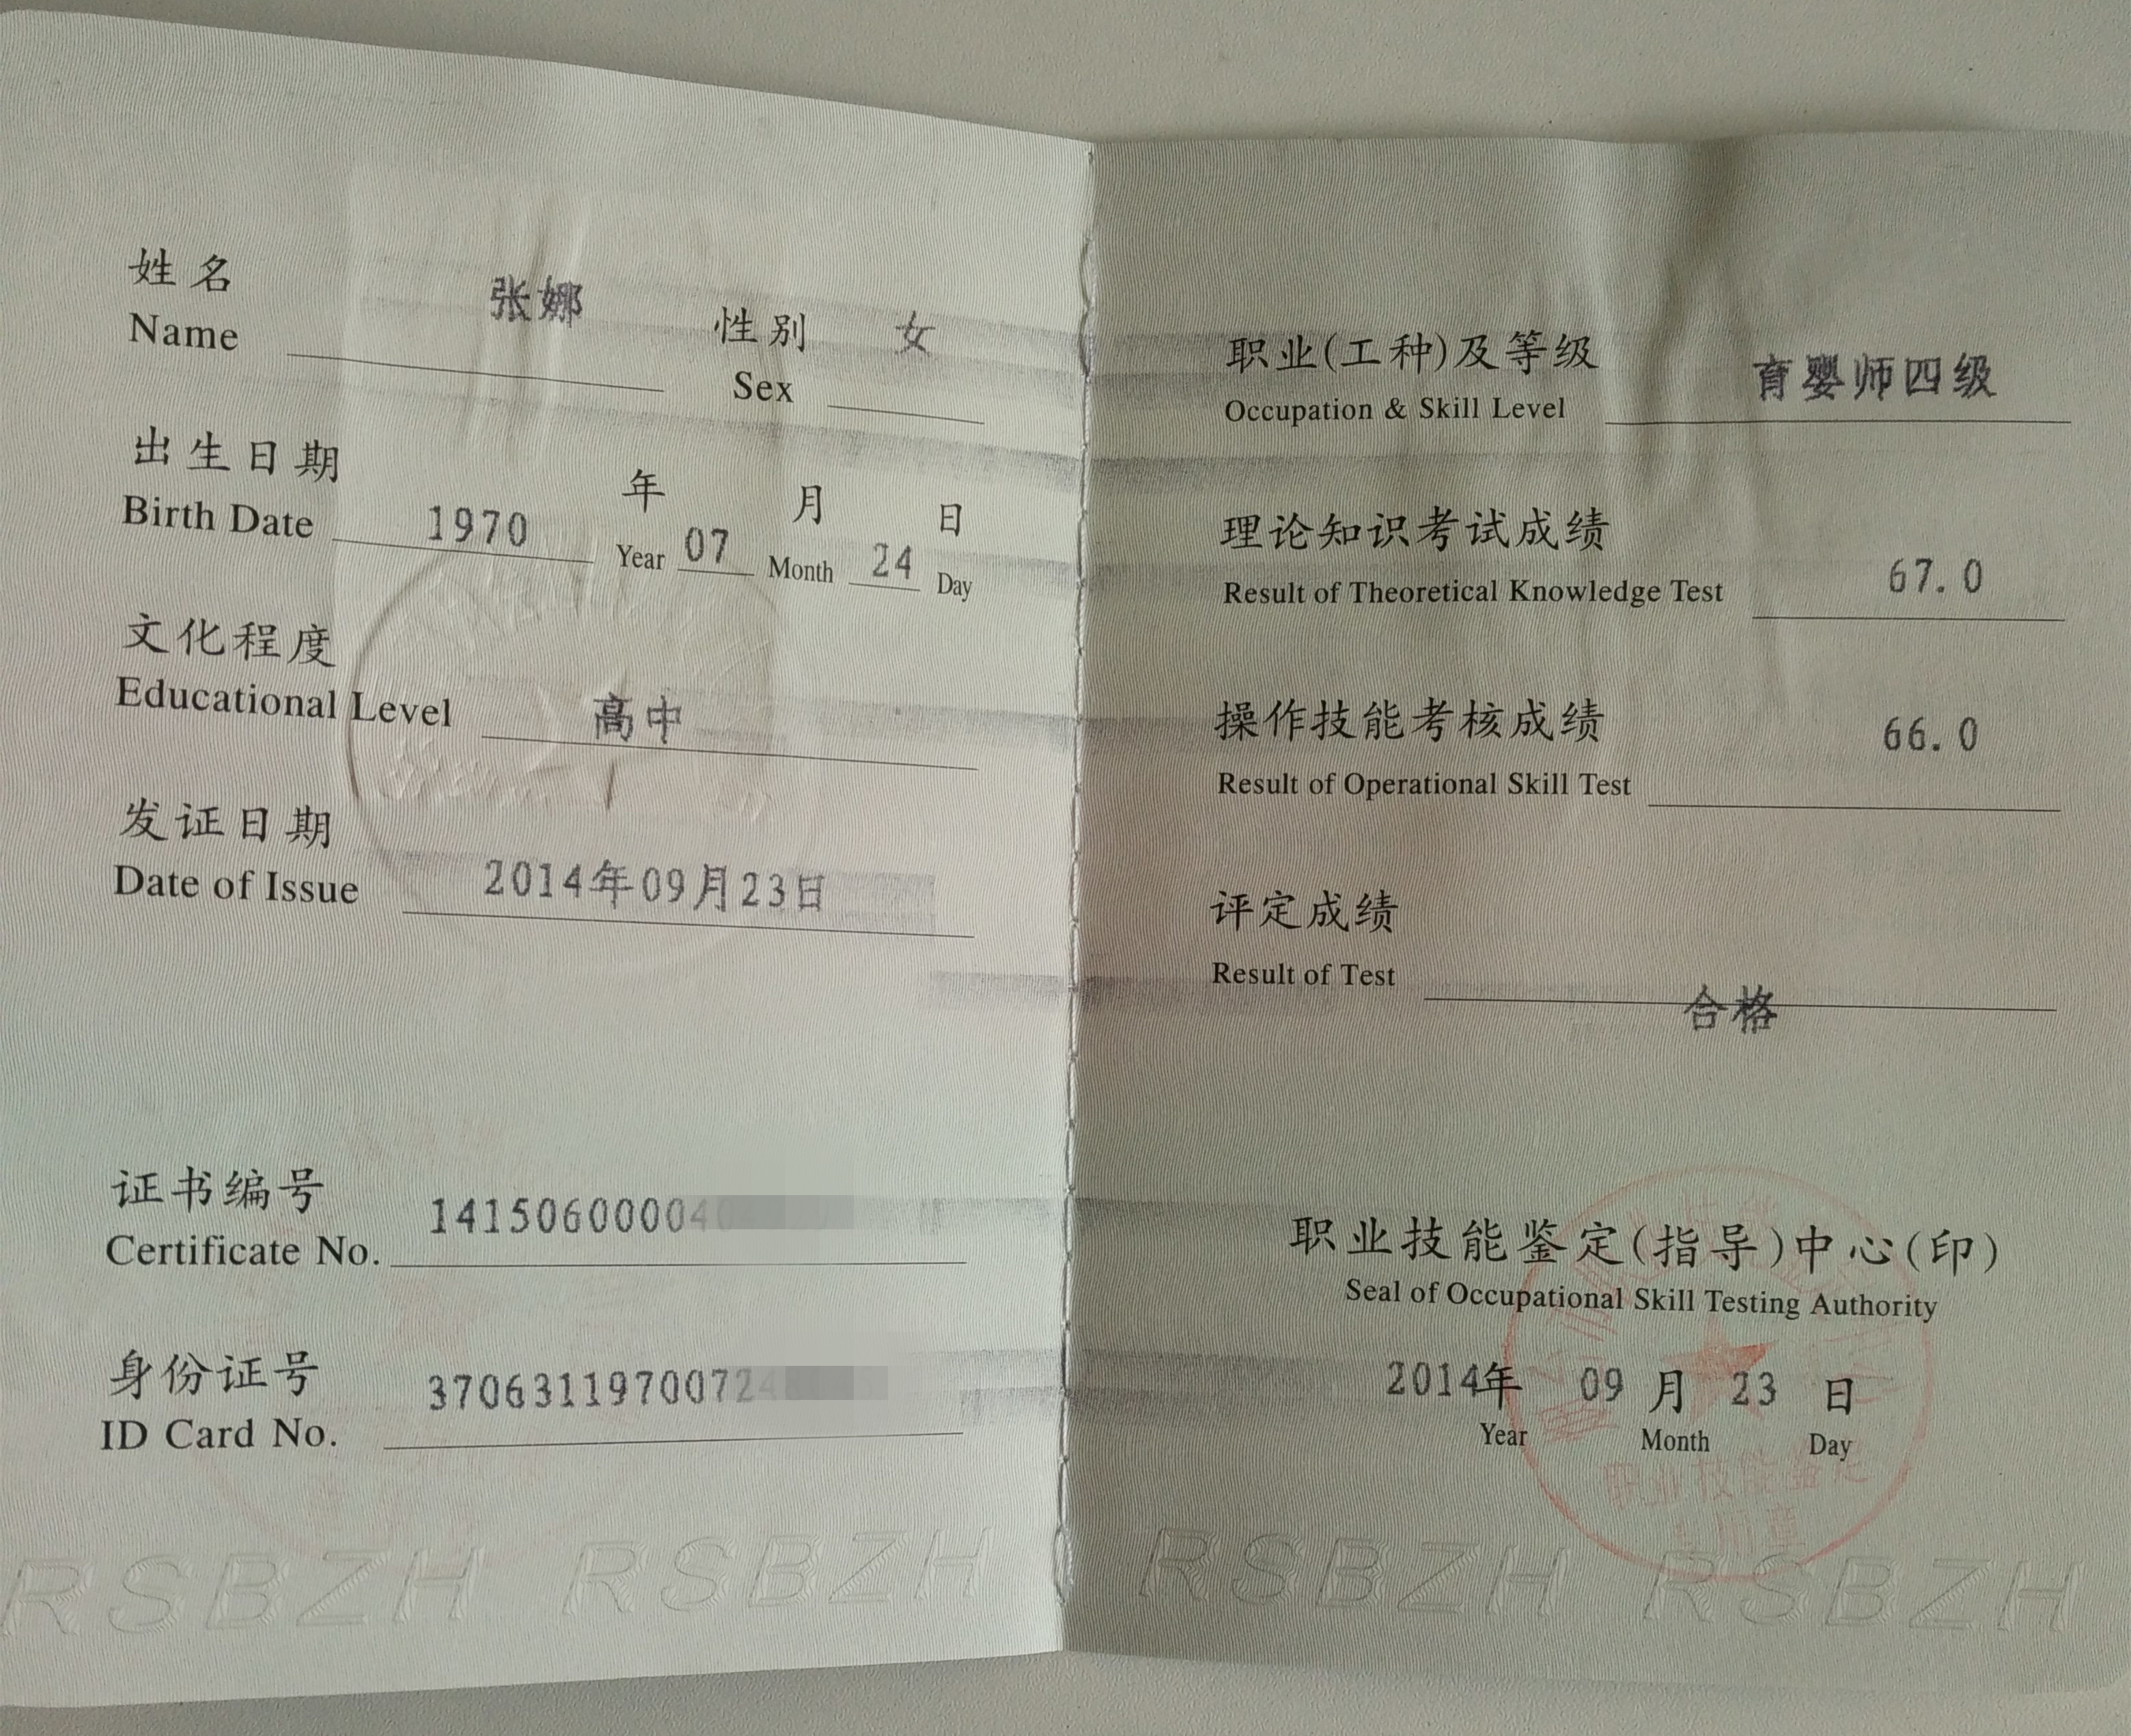 姓名 张娜 性别 女
Name Sex
出生日期 年 月 日
Birth Date 1970 Year 07 Month 24 Day
文化程度
Educational Level 高中
发证日期
Date of Issue 2014年09月23日
证书编号 14150600004
Certificate No.
身份证号 37063119700724
ID Card No.
RSBZH RSBZH
职业(工种)及等级 育婴师四级
Occupation & Skill Level
理论知识考试成绩 67.0
Result of Theoretical Knowledge Test
操作技能考核成绩 66.0
Result of Operational Skill Test
评定成绩
Result of Test 合格
职业技能鉴定(指导)中心(印)
Seal of Occupational Skill Testing Authority
2014年 09月 23日
Year Month Day
职业技能鉴定
专用章
RSBZH RSBZH